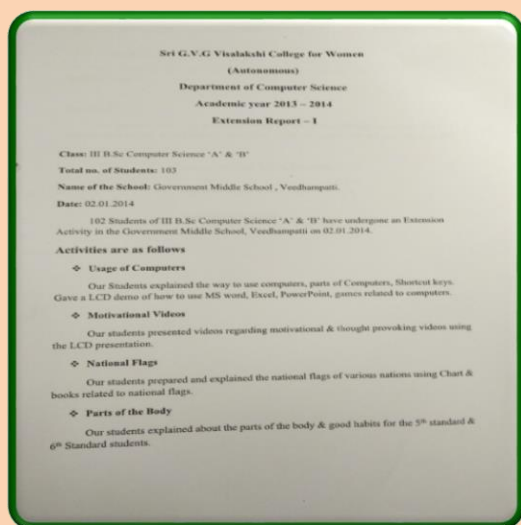 Sri G.V.G Visalakshi College for Women
(Autonomous)
Department of Computer Science
Academic year 2013 – 2014
Extension Report – I
Class: III B.Sc Computer Science 'A' & 'B'
Total no. of Students: 103
Name of the School: Government Middle School , Veedhampatti.
Date: 02.01.2014
102 Students of III B.Sc Computer Science 'A' & 'B' have undergone an Extension
Activity in the Government Middle School, Veedhampatii on 02.01.2014.
Activities are as follows
❖ Usage of Computers
Our Students explained the way to use computers, parts of Computers, Shortcut keys.
Gave a LCD demo of how to use MS word, Excel, PowerPoint, games related to computers.
❖ Motivational Videos
Our students presented videos regarding motivational & thought provoking videos using
the LCD presentation.
❖ National Flags
Our students prepared and explained the national flags of various nations using Chart &
books related to national flags.
❖ Parts of the Body
Our students explained about the parts of the body & good habits for the 5th standard &
6th Standard students.